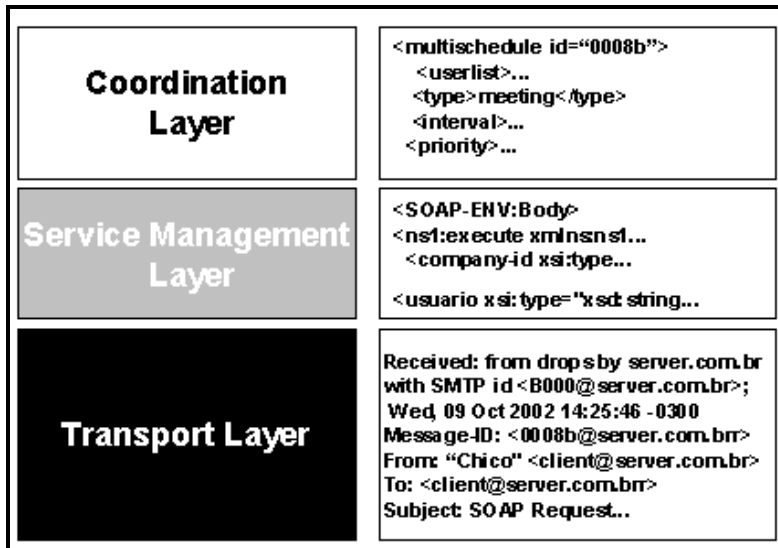 Coordination
Layer
<multischedule id=“0008b”>
<userlist>...
<type>meeting</type>
<interval>...
<priority>...
Service Management
Layer
<SOAP-ENV:Body>
<ns1:execute xmlns:ns1...
<company-id xsi:type...
<usuario xsi:type="xsd:string...
Transport Layer
Received: from drops by server.com.br
with SMTP id <B000@server.com.br>;
Wed, 09 Oct 2002 14:25:46 -0300
Message-ID: <0008b@server.com.brr>
From: “Chico” <client@server.com.br>
To: <client@server.com.brr>
Subject: SOAP Request...